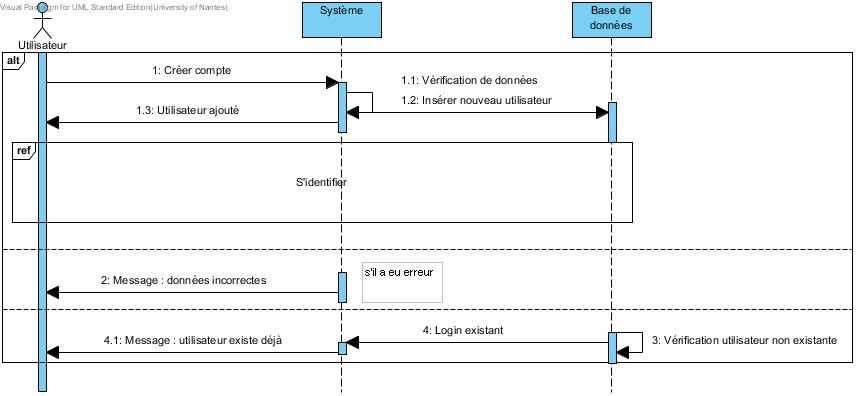 Visual Paradigm for UML Standard Edition(University of Nantes)
Système
Base de
données
Utilisateur
alt
1: Créer compte
1.1: Vérification de données
1.2: Insérer nouveau utilisateur
1.3: Utilisateur ajouté
ref
S'identifier
2: Message : données incorrectes
s'il a eu erreur
4: Login existant
3: Vérification utilisateur non existante
4.1: Message : utilisateur existe déjà